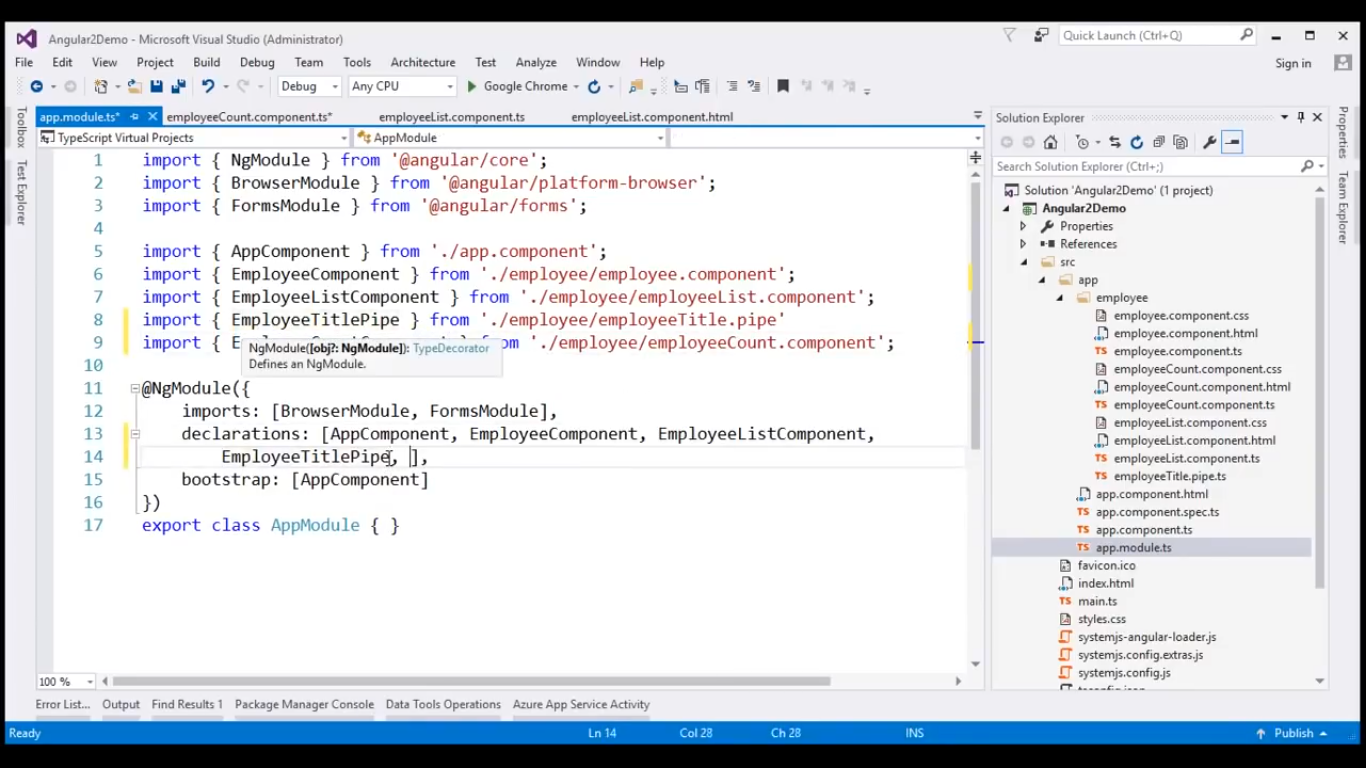 Angular2Demo - Microsoft Visual Studio (Administrator)
Quick Launch (Ctrl+Q)
File Edit View Project Build Debug Team Tools Architecture Test Analyze Window Help
Sign in
Debug Any CPU Google Chrome
app.module.ts* employeeCount.component.ts* employeeList.component.ts employeeList.component.html
TypeScript Virtual Projects AppModule
Toolbox
Test Explorer
1 import { NgModule } from '@angular/core';
2 import { BrowserModule } from '@angular/platform-browser';
3 import { FormsModule } from '@angular/forms';
4
5 import { AppComponent } from './app.component';
6 import { EmployeeComponent } from './employee/employee.component';
7 import { EmployeeListComponent } from './employee/employeeList.component';
8 import { EmployeeTitlePipe } from './employee/employeeTitle.pipe'
9 import { from './employee/employeeCount.component';
NgModule([obj?: NgModule]): TypeDecorator
Defines an NgModule.
10
11 @NgModule({
12 imports: [BrowserModule, FormsModule],
13 declarations: [AppComponent, EmployeeComponent, EmployeeListComponent,
14 EmployeeTitlePipe, ],
15 bootstrap: [AppComponent]
16 })
17 export class AppModule { }
100 %
Solution Explorer
Search Solution Explorer (Ctrl+;)
Solution 'Angular2Demo' (1 project)
Angular2Demo
Properties
References
src
app
employee
employee.component.css
employee.component.html
employee.component.ts
employeeCount.component.css
employeeCount.component.html
employeeCount.component.ts
employeeList.component.css
employeeList.component.html
employeeList.component.ts
employeeTitle.pipe.ts
app.component.html
app.component.spec.ts
app.component.ts
app.module.ts
favicon.ico
index.html
main.ts
styles.css
systemjs-angular-loader.js
systemjs.config.extras.js
systemjs.config.js
Properties
Team Explorer
Error List... Output Find Results 1 Package Manager Console Data Tools Operations Azure App Service Activity
Ready Ln 14 Col 28 Ch 28 INS Publish